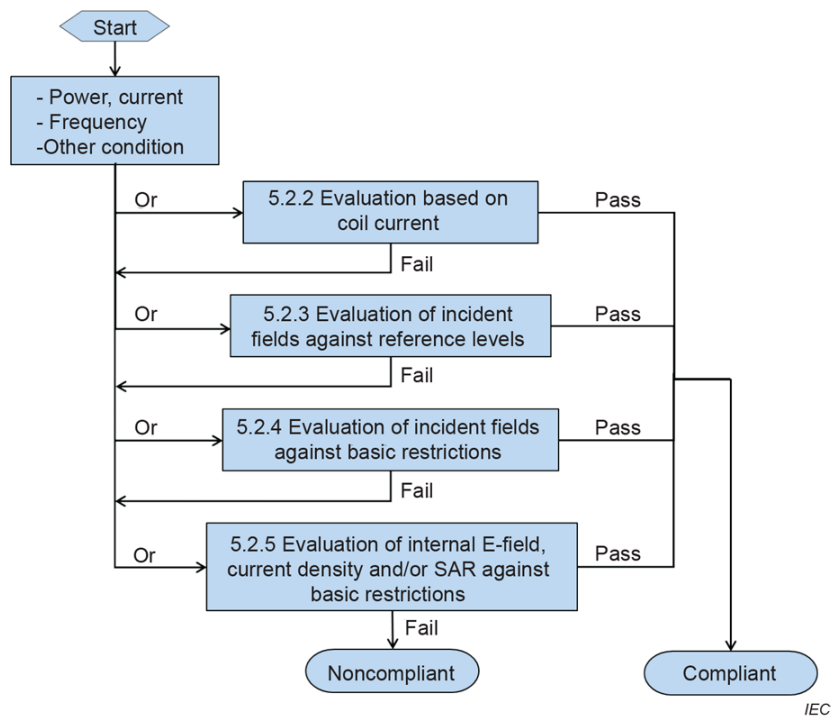 Start
- Power, current
- Frequency
-Other condition
Or
5.2.2 Evaluation based on
coil current
Pass
Fail
Or
5.2.3 Evaluation of incident
fields against reference levels
Pass
Fail
Or
5.2.4 Evaluation of incident fields
against basic restrictions
Pass
Fail
Or
5.2.5 Evaluation of internal E-field,
current density and/or SAR against
basic restrictions
Pass
Fail
Noncompliant
Compliant
IEC